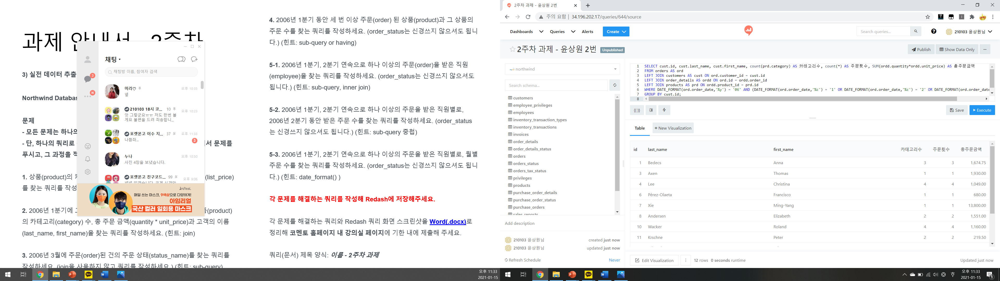 과제 안내서 - 2주차
3) 실전 데이터 추출
Northwind Databas
문제
- 모든 문제는 하나의
- 단, 하나의 쿼리로
서 문제를
푸시고, 그 과정을 적
1. 상품(product)의 카
(list_price)
를 찾는 쿼리를 작성
2. 2006년 1분기에 고
품(product)
의 카테고리(category) 수, 총 주문 금액(quantity * unit_price)과 고객의 이름
(last_name, first_name)을 찾는 쿼리를 작성하세요. (힌트: join)
3. 2006년 3월에 주문(order)된 건의 주문 상태(status_name)를 찾는 쿼리를
작성하세요. (join을 사용하지 않고 쿼리를 작성하세요.) (힌트: sub-query)
채팅
채팅방 이름, 참여자 검색
3
N
미리♡
오후 10:35
넹
210103 18시 코... 10
오후 10:23
앗 그렇군요ㅠㅠ 저도 한번 볼
게요 불편을 드려 죄송합니...
포켓몬고 이수 지... 37
오후 11:33
나쯤좌...
3
누나
오후 10:50
사진 4장을 보냈습니다.
포켓몬고 친구코드... 99
오후 9:06
ImReaL
매일 쓰는 마스크, 9색상으로 다양하게!
아임리얼
국산 컬러 일회용 마스크
4. 2006년 1분기 동안 세 번 이상 주문(order) 된 상품(product)과 그 상품의
주문 수를 찾는 쿼리를 작성하세요. (order_status는 신경쓰지 않으셔도 됩니
다.) (힌트: sub-query or having)
5-1. 2006년 1분기, 2분기 연속으로 하나 이상의 주문(order)을 받은 직원
(employee)을 찾는 쿼리를 작성하세요. (order_status는 신경쓰지 않으셔도
됩니다.) (힌트: sub-query, inner join)
5-2. 2006년 1분기, 2분기 연속으로 하나 이상의 주문을 받은 직원별로,
2006년 2분기 동안 받은 주문 수를 찾는 쿼리를 작성하세요. (order_status
는 신경쓰지 않으셔도 됩니다.) (힌트: sub-query 중첩)
5-3. 2006년 1분기, 2분기 연속으로 하나 이상의 주문을 받은 직원별로, 월별
주문 수를 찾는 쿼리를 작성하세요. (order_status는 신경쓰지 않으셔도 됩니
다.) (힌트: date_format() )
각 문제를 해결하는 쿼리를 작성해 Redash에 저장해주세요.
각 문제를 해결하는 쿼리와 Redash 쿼리 화면 스크린샷을 Word(.docx)로
정리해 코멘토 홈페이지 내 강의실 페이지에 기한 내에 제출해 주세요.
쿼리(문서) 제목 양식: 이름 - 2주차 과제
오후 11:33
2021-01-15
2주차 과제 - 윤상원 2번
주의 요함 | 34.196.202.17/queries/644/source
Dashboards Queries Alerts Create
Search queries...
210103 윤상원님
2주차 과제 - 윤상원 2번 Unpublished
Publish Show Data Only ...
northwind
Search schema...
customers
employee_privileges
employees
inventory_transaction_types
inventory_transactions
invoices
order_details
order_details_status
orders
orders_status
orders_tax_status
privileges
products
purchase_order_details
purchase_order_status
purchase_orders
sales_reports
Add description
210103 윤상원님 created just now
210103 윤상원님 updated just now
Refresh Schedule Never
1 SELECT cust.id, cust.last_name, cust.first_name, count(prd.category) AS 카테고리수, count(*) AS 주문횟수, SUM(ordd.quantity*ordd.unit_price) AS 총주문금액
2 FROM orders AS ord
3 LEFT JOIN customers AS cust ON ord.customer_id = cust.id
4 LEFT JOIN order_details AS ordd ON ord.id = ordd.order_id
5 LEFT JOIN products AS prd ON ordd.product_id = prd.id
6 WHERE DATE_FORMAT(ord.order_date,'%y') = '06' AND (DATE_FORMAT(ord.order_date,'%c') = '1' OR DATE_FORMAT(ord.order_date,'%c') = '2' OR DATE_FORMAT(ord.order_date
7 GROUP BY cust.id;
8
{{ }}
Save Execute
Table + New Visualization
id last_name first_name 카테고리수 주문횟수 총주문금액
1 Bedecs Anna 3 3 1,674.75
3 Axen Thomas 1 1 1,930.00
4 Lee Christina 4 4 1,049.00
6 Pérez-Olaeta Francisco 1 1 680.00
7 Xie Ming-Yang 1 1 13,800.00
8 Andersen Elizabeth 2 2 1,551.00
10 Wacker Roland 4 4 1,160.00
11 Krschne Peter 2 2 219.50
Edit Visualization 12 rows 0 seconds runtime Updated just now
오후 11:33
2021-01-15
1